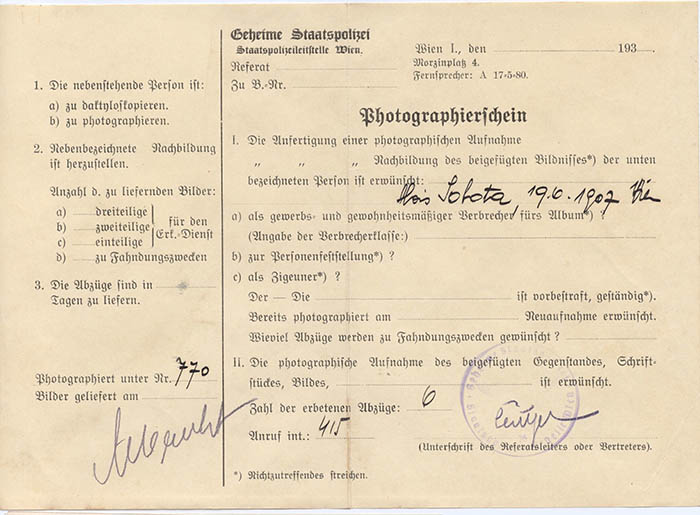 1. Die nebenstehende Person ist:
a) zu daktyloskopieren.
b) zu photographieren.
2. Nebenbezeichnete Nachbildung
ist herzustellen.
Anzahl d. zu liefernden Bilder:
a) dreiteilige
b) zweiteilige
c) einteilige
für den
Erk.-Dienst
d) zu Fahndungszwecken
3. Die Abzüge sind in
Tagen zu liefern.
Photographiert unter Nr. 770
Bilder geliefert am
Geheime Staatspolizei
Staatspolizeileitstelle Wien.
Referat
Zu B.-Nr.
Wien I., den 193
Morzinplatz 4.
Fernsprecher: A 17-5-80.
Photographierschein
I. Die Anfertigung einer photographischen Aufnahme
„ „ „ Nachbildung des beigefügten Bildnisses*) der unten
bezeichneten Person ist erwünscht:
Alois Sobota, 19.6.1907 Wien
a) als gewerbs- und gewohnheitsmäßiger Verbrecher fürs Album*) ?
(Angabe der Verbrecherklasse:)
b) zur Personenfeststellung*) ?
c) als Zigeuner*) ?
Der — Die ist vorbestraft, geständig*).
Bereits photographiert am Neuaufnahme erwünscht.
Wieviel Abzüge werden zu Fahndungszwecken gewünscht ?
II. Die photographische Aufnahme des beigefügten Gegenstandes, Schrift-
stückes, Bildes, ist erwünscht.
Zahl der erbetenen Abzüge: 6
Anruf int.: 415
(Unterschrift des Referatsleiters oder Vertreters).
*) Nichtzutreffendes streichen.